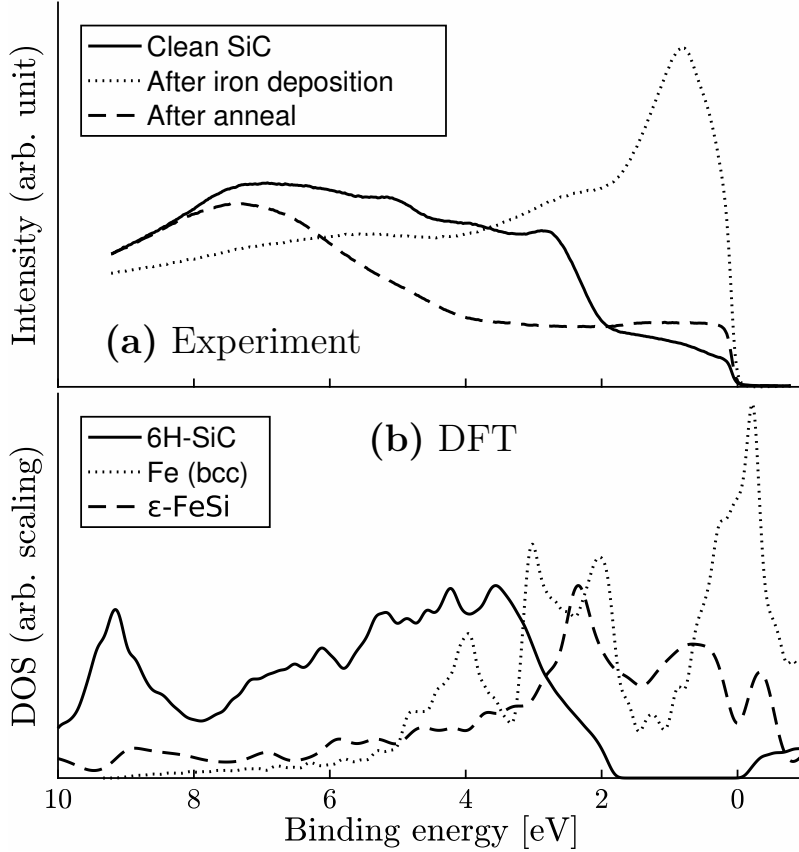 Clean SiC
After iron deposition
After anneal
Intensity (arb. unit)
(a) Experiment
6H-SiC
Fe (bcc)
ε-FeSi
(b) DFT
DOS (arb. scaling)
10 8 6 4 2 0
Binding energy [eV]